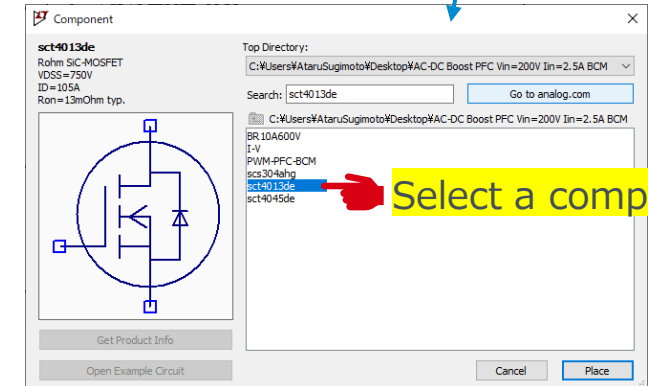 Component
sct4013de
Rohm SiC-MOSFET
VDSS=750V
ID=105A
Ron=13mOhm typ.
Top Directory:
C:¥Users¥AtaruSugimoto¥Desktop¥AC-DC Boost PFC Vin=200V Iin=2.5A BCM
Search: sct4013de
Go to analog.com
C:¥Users¥AtaruSugimoto¥Desktop¥AC-DC Boost PFC Vin=200V Iin=2.5A BCM
BR10A600V
I-V
PWM-PFC-BCM
scs304ahg
sct4013de
sct4045de
Select a comp
Get Product Info
Open Example Circuit
Cancel
Place